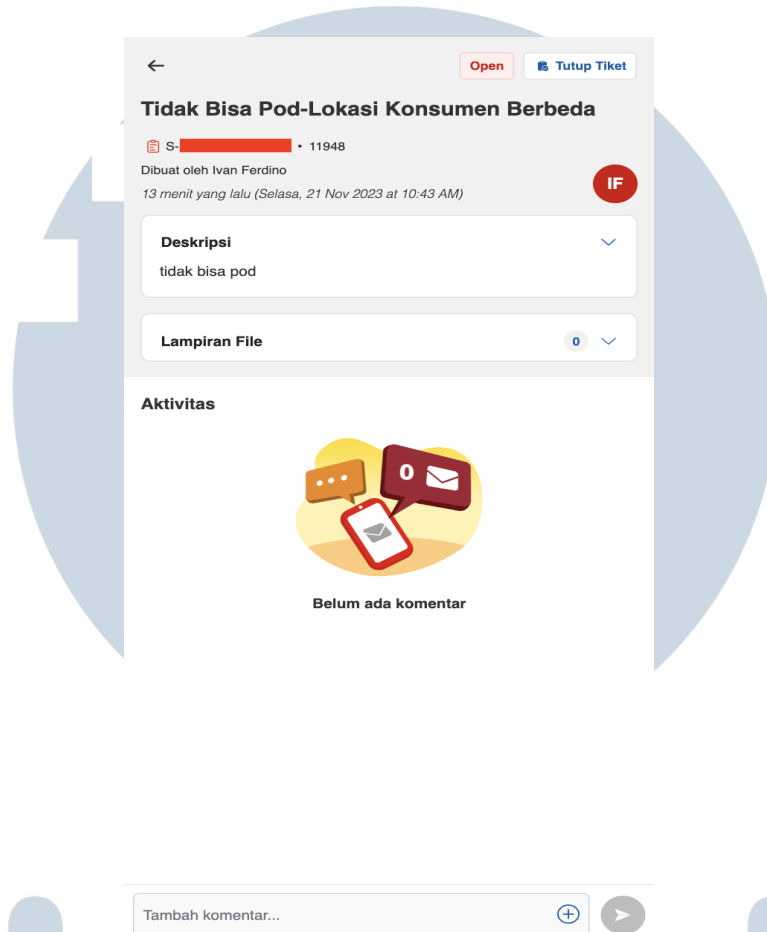 Open
Tutup Tiket
Tidak Bisa Pod-Lokasi Konsumen Berbeda
S- • 11948
Dibuat oleh Ivan Ferdino
13 menit yang lalu (Selasa, 21 Nov 2023 at 10:43 AM)
IF
Deskripsi
tidak bisa pod
Lampiran File 0
Aktivitas
0
Belum ada komentar
Tambah komentar...